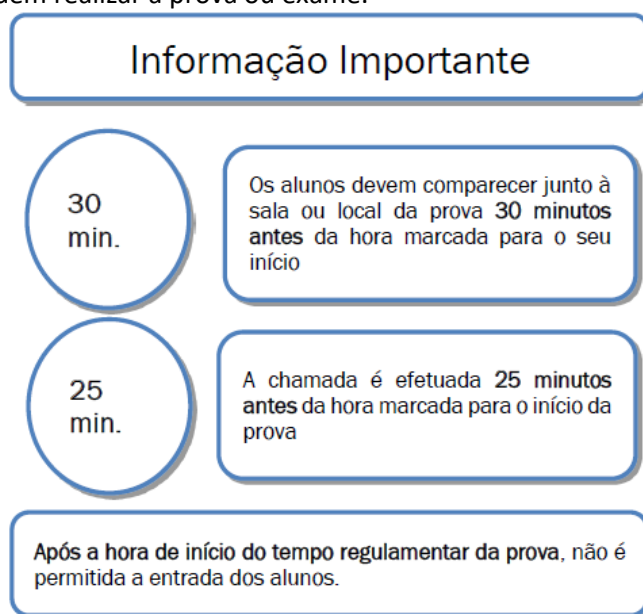 realizar a prova ou exame.
Informação Importante
30
min.
Os alunos devem comparecer junto à
sala ou local da prova 30 minutos
antes da hora marcada para o seu
início
25
min.
A chamada é efetuada 25 minutos
antes da hora marcada para o início da
prova
Após a hora de início do tempo regulamentar da prova, não é
permitida a entrada dos alunos.